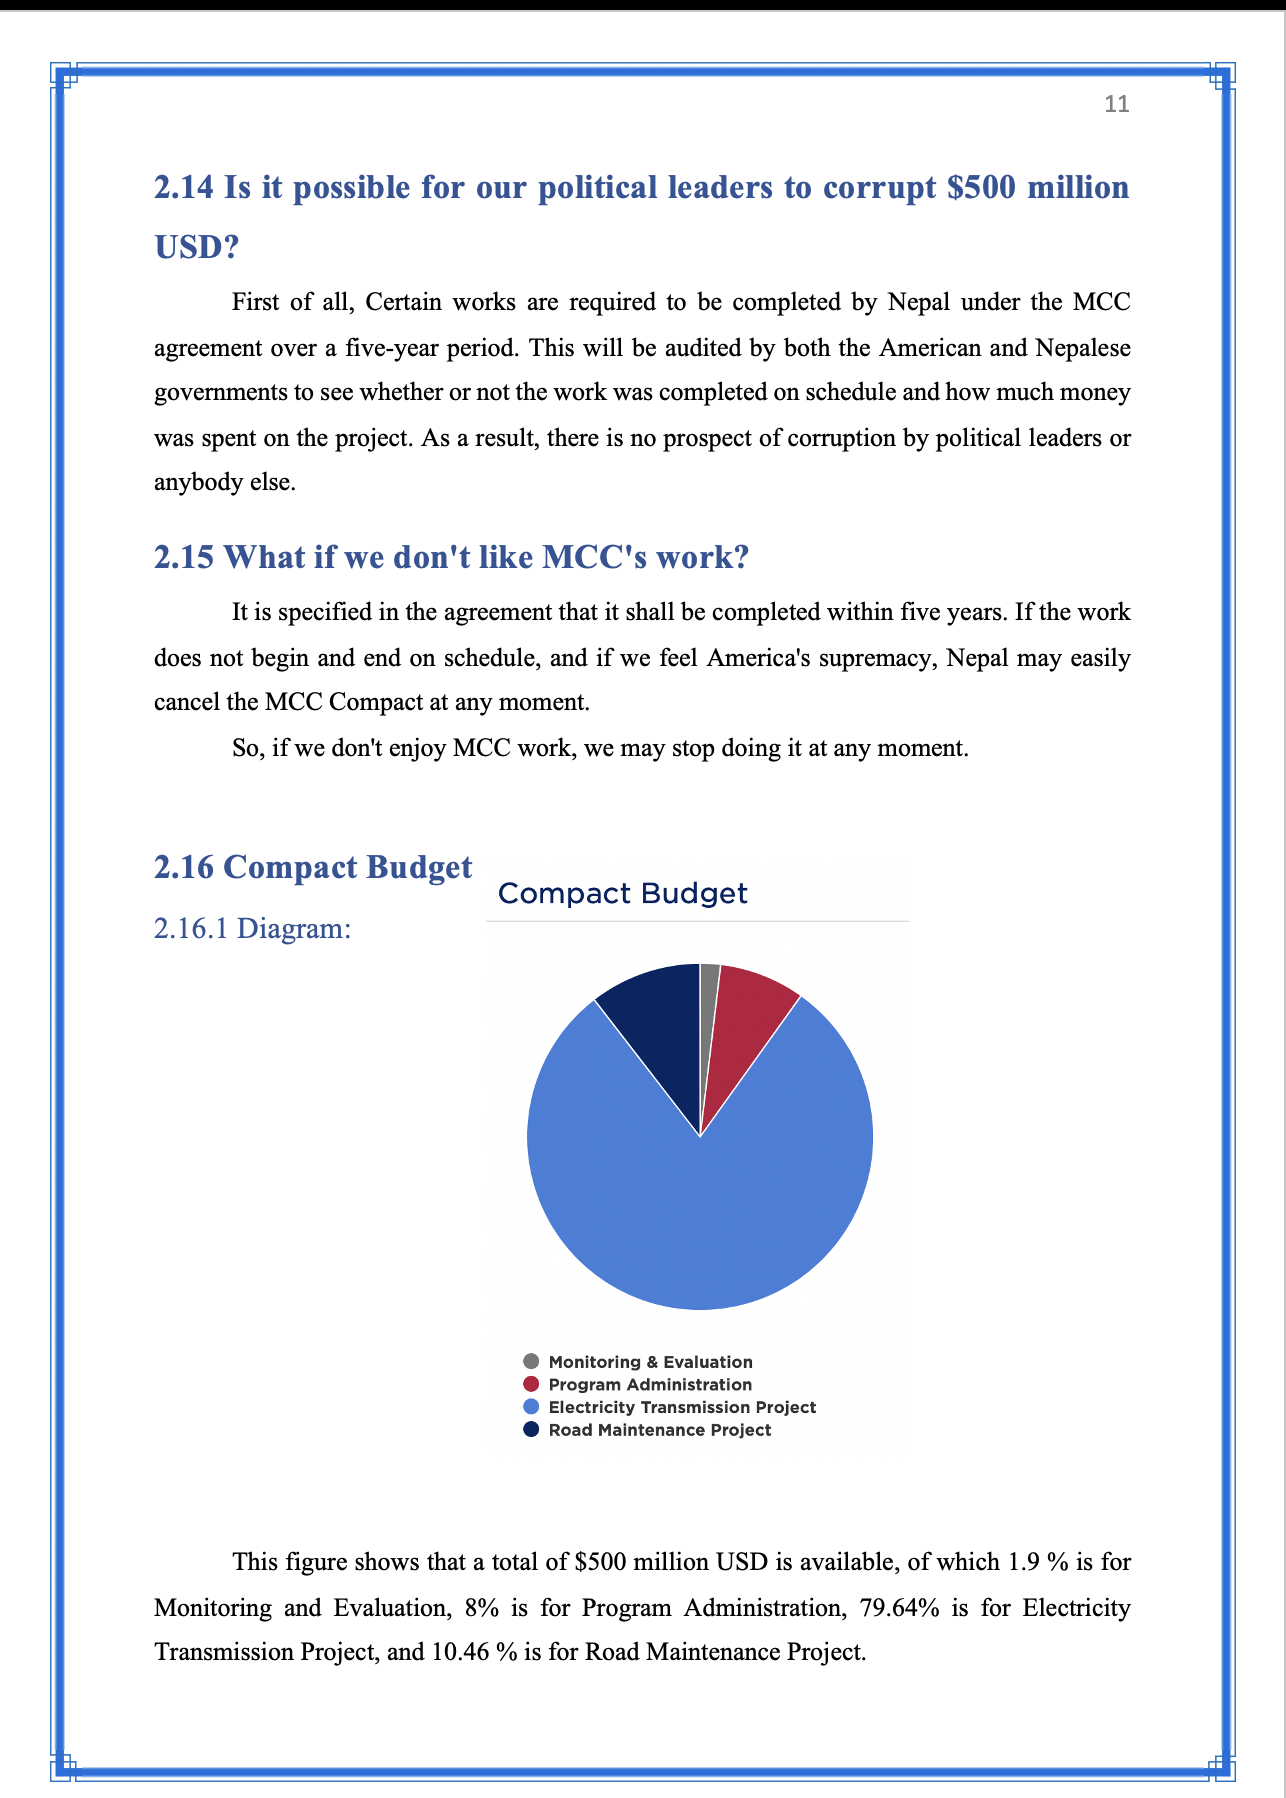 11
2.14 Is it possible for our political leaders to corrupt $500 million
USD?
First of all, Certain works are required to be completed by Nepal under the MCC
agreement over a five-year period. This will be audited by both the American and Nepalese
governments to see whether or not the work was completed on schedule and how much money
was spent on the project. As a result, there is no prospect of corruption by political leaders or
anybody else.
2.15 What if we don't like MCC's work?
It is specified in the agreement that it shall be completed within five years. If the work
does not begin and end on schedule, and if we feel America's supremacy, Nepal may easily
cancel the MCC Compact at any moment.
So, if we don't enjoy MCC work, we may stop doing it at any moment.
2.16 Compact Budget
Compact Budget
2.16.1 Diagram:
Monitoring & Evaluation
Program Administration
Electricity Transmission Project
Road Maintenance Project
This figure shows that a total of $500 million USD is available, of which 1.9 % is for
Monitoring and Evaluation, 8% is for Program Administration, 79.64% is for Electricity
Transmission Project, and 10.46 % is for Road Maintenance Project.